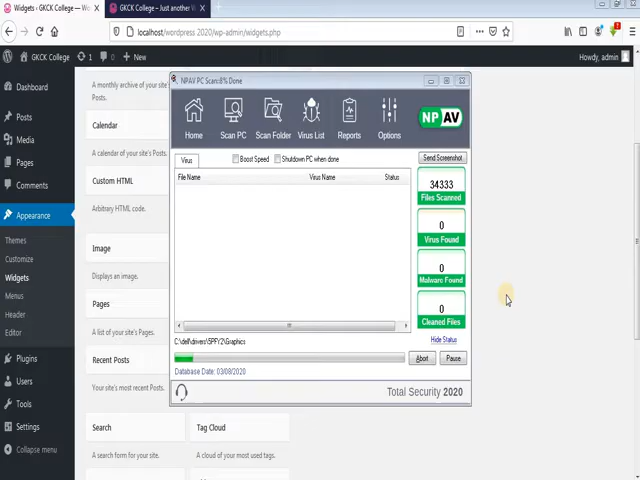 Widgets ‹ GKCK College — Wor
GKCK College – Just another W
localhost/wordpress 2020/wp-admin/widgets.php
GKCK College
1
0
New
Howdy, admin
Dashboard
Posts
Media
Pages
Comments
Appearance
Themes
Customize
Widgets
Menus
Header
Editor
Plugins
Users
Tools
Settings
Collapse menu
A monthly archive of your site's
Posts.
Calendar
A calendar of your site's Posts.
Custom HTML
Arbitrary HTML code.
Image
Displays an image.
Pages
A list of your site's Pages.
Recent Posts
Your site's most recent Posts.
Search
A search form for your site.
Tag Cloud
A cloud of your most used tags.
NPAV PC Scan:8% Done
Home
Scan PC
Scan Folder
Virus List
Reports
Options
NP AV
Virus
Boost Speed
Shutdown PC when done
Send Screenshot
File Name
Virus Name
Status
34333
Files Scanned
0
Virus Found
0
Malware Found
0
Cleaned Files
Hide Status
C:\dell\drivers\5PFY2\Graphics
Abort
Pause
Database Date: 03/08/2020
Total Security 2020